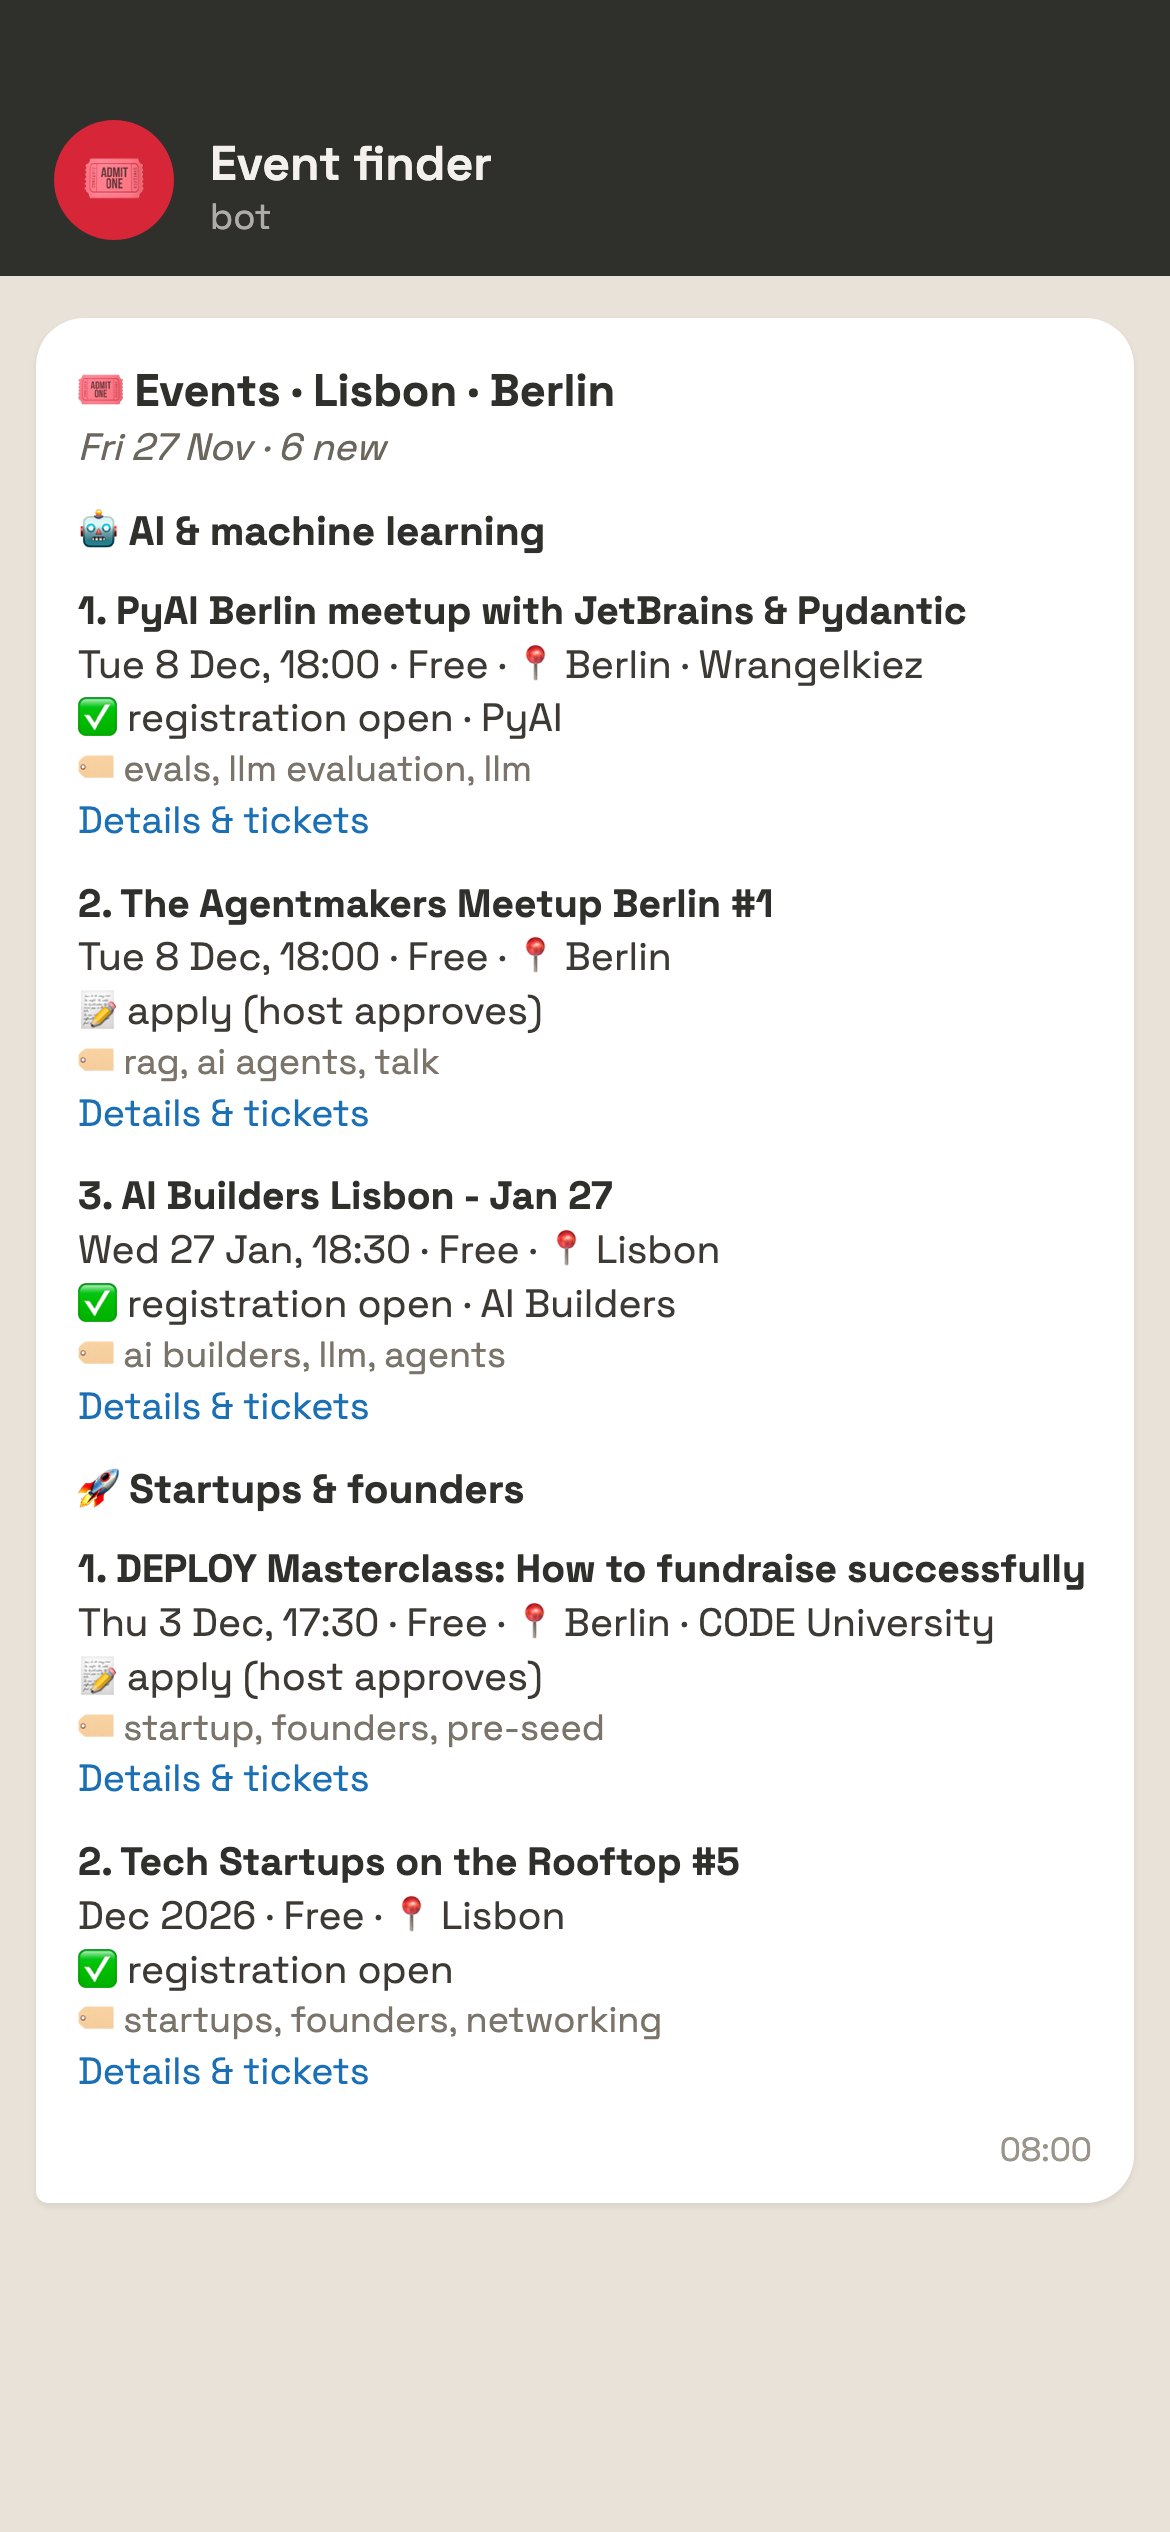 ADMIT
ONE
Event finder
bot
ADMIT
ONE
Events · Lisbon · Berlin
Fri 27 Nov · 6 new
AI & machine learning
1. PyAI Berlin meetup with JetBrains & Pydantic
Tue 8 Dec, 18:00 · Free · 📍 Berlin · Wrangelkiez
✅ registration open · PyAI
🏷️ evals, llm evaluation, llm
Details & tickets
2. The Agentmakers Meetup Berlin #1
Tue 8 Dec, 18:00 · Free · 📍 Berlin
📝 apply (host approves)
🏷️ rag, ai agents, talk
Details & tickets
3. AI Builders Lisbon - Jan 27
Wed 27 Jan, 18:30 · Free · 📍 Lisbon
✅ registration open · AI Builders
🏷️ ai builders, llm, agents
Details & tickets
🚀 Startups & founders
1. DEPLOY Masterclass: How to fundraise successfully
Thu 3 Dec, 17:30 · Free · 📍 Berlin · CODE University
📝 apply (host approves)
🏷️ startup, founders, pre-seed
Details & tickets
2. Tech Startups on the Rooftop #5
Dec 2026 · Free · 📍 Lisbon
✅ registration open
🏷️ startups, founders, networking
Details & tickets
08:00